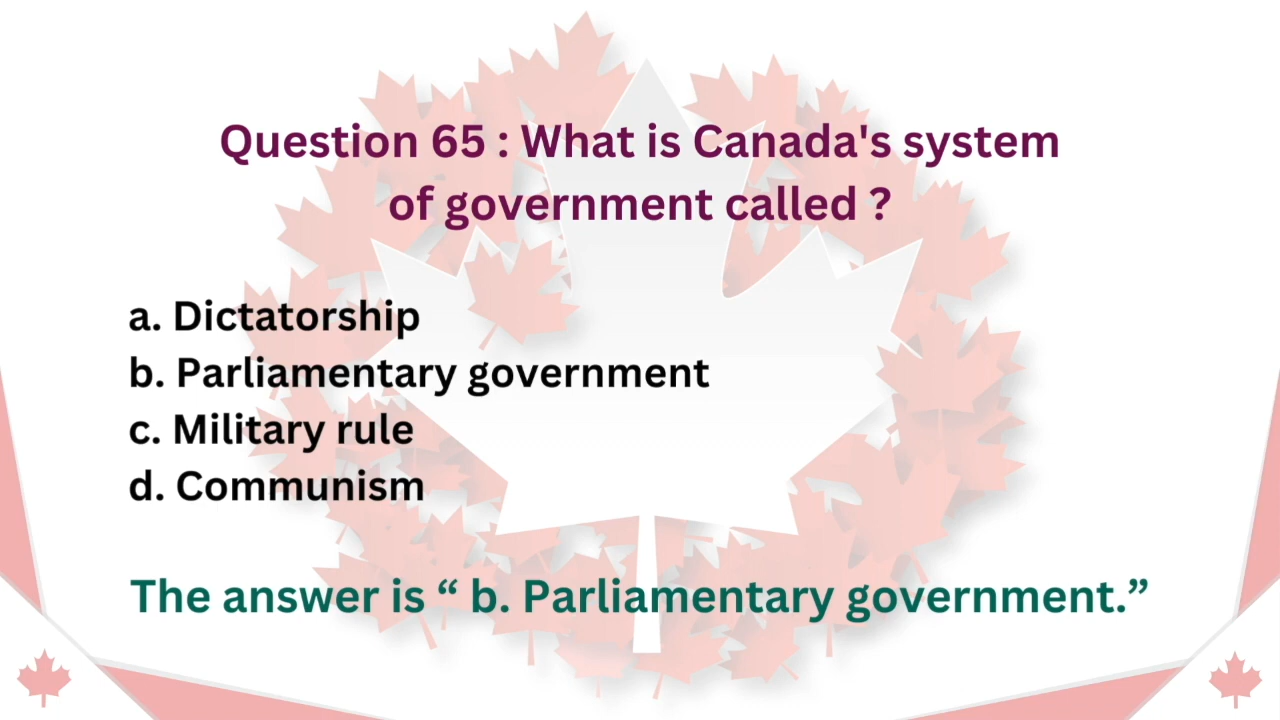 Question 65 : What is Canada's system
of government called ?
a. Dictatorship
b. Parliamentary government
c. Military rule
d. Communism
The answer is “ b. Parliamentary government.”